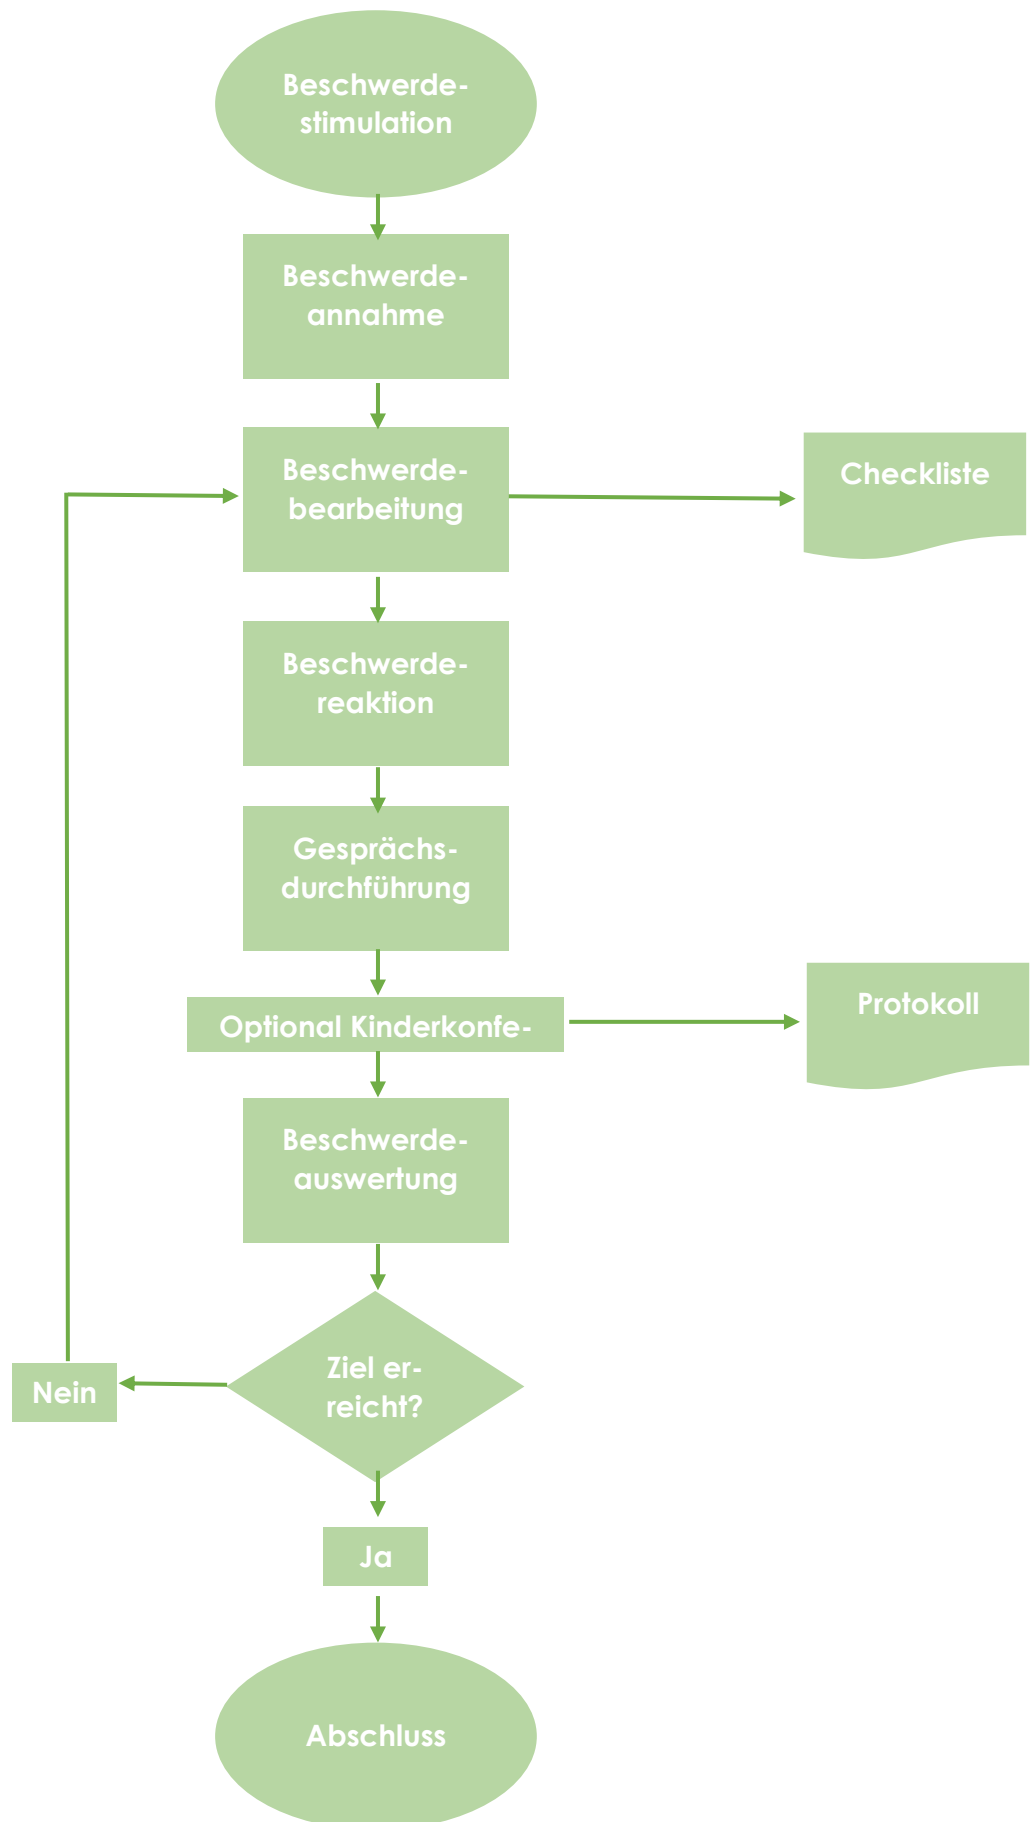 Beschwerde-
stimulation
Beschwerde-
annahme
Beschwerde-
bearbeitung
Checkliste
Beschwerde-
reaktion
Gesprächs-
durchführung
Optional Kinderkonfe-
Protokoll
Beschwerde-
auswertung
Ziel er-
reicht?
Nein
Ja
Abschluss